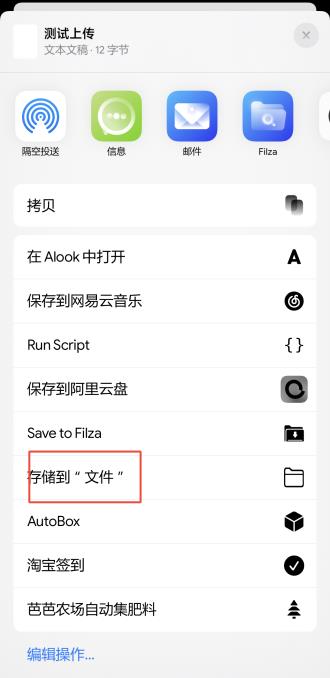 测试上传
文本文稿 · 12 字节
隔空投送
信息
邮件
Filza
拷贝
在 Alook 中打开
保存到网易云音乐
Run Script
保存到阿里云盘
Save to Filza
存储到“文件”
AutoBox
淘宝签到
芭芭农场自动集肥料
编辑操作...